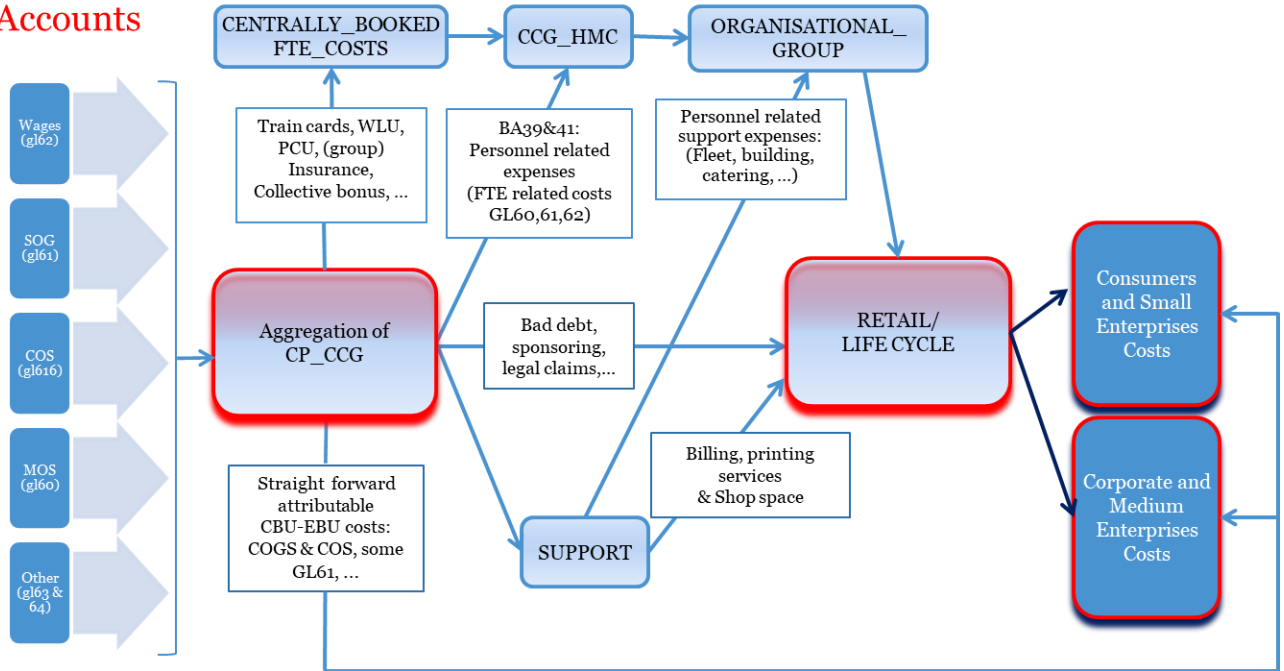 Accounts
CENTRALLY_BOOKED
FTE_COSTS
CCG_HMC
ORGANISATIONAL_
GROUP
Wages
(gl62)
SOG
(gl61)
COS
(gl616)
MOS
(gl60)
Other
(gl63 &
64)
Train cards, WLU,
PCU, (group)
Insurance,
Collective bonus, ...
BA39&41:
Personnel related
expenses
(FTE related costs
GL60,61,62)
Personnel related
support expenses:
(Fleet, building,
catering, ...)
Aggregation of
CP_CCG
Bad debt,
sponsoring,
legal claims,...
RETAIL/
LIFE CYCLE
Consumers
and Small
Enterprises
Costs
Straight forward
attributable
CBU-EBU costs:
COGS & COS, some
GL61, ...
SUPPORT
Billing, printing
services
& Shop space
Corporate and
Medium
Enterprises
Costs